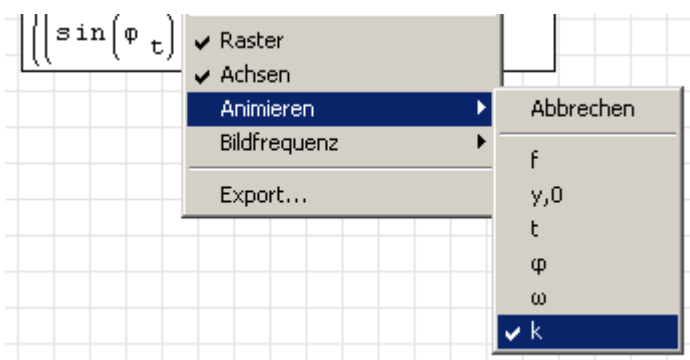 sin(φ t)
✓ Raster
✓ Achsen
Animieren
Bildfrequenz
Export...
Abbrechen
f
y,0
t
φ
ω
✓ k